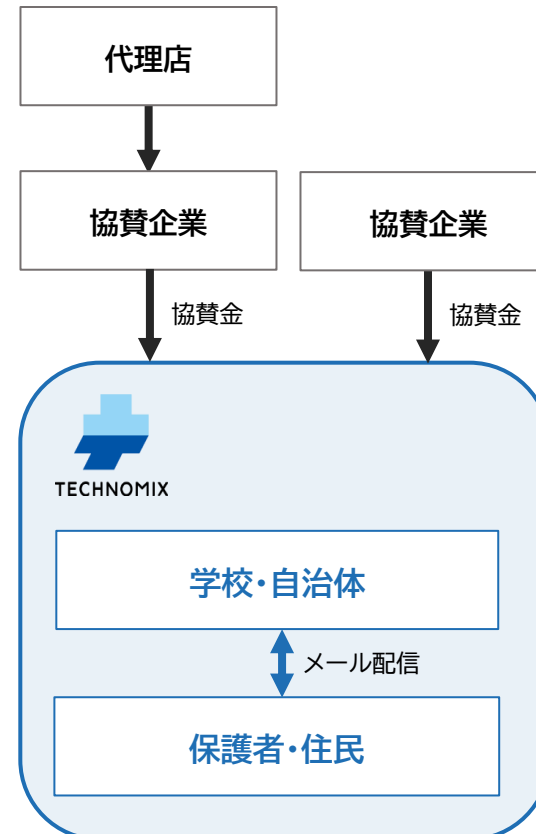 代理店
協賛企業
協賛企業
協賛金
協賛金
TECHNOMIX
学校・自治体
メール配信
保護者・住民